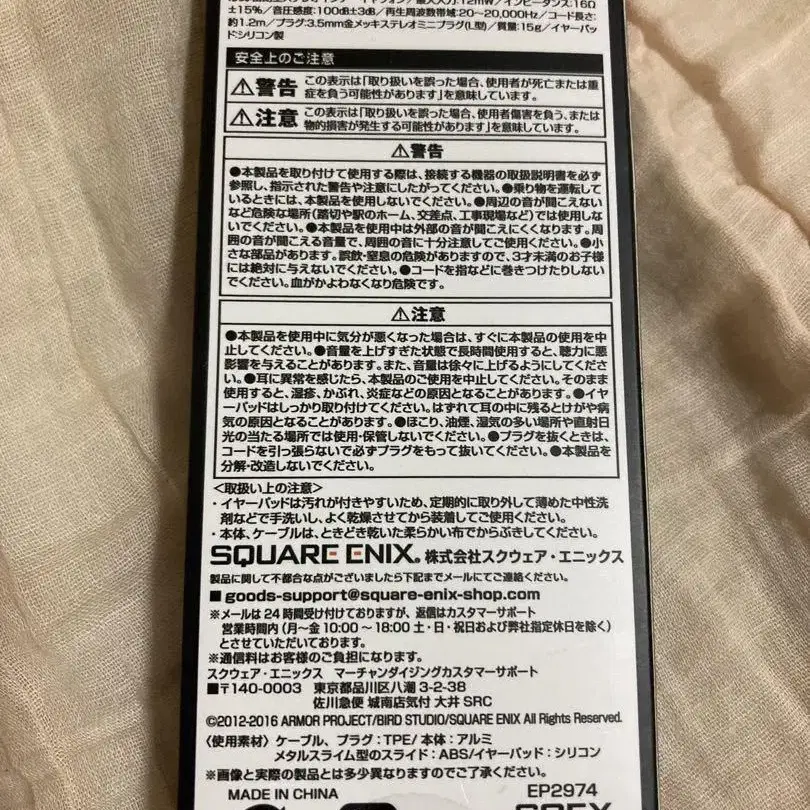 最大入力：12mW／インピーダンス：16Ω
±15%／音圧感度：100dB±3dB／再生周波数帯域：20～20,000Hz／コード長さ：
約1.2m／プラグ：3.5mm金メッキステレオミニプラグ(L型)／質量：15g／イヤーパッ
ドシリコン製
安全上のご注意
⚠警告 この表示は「取り扱いを誤った場合、使用者が死亡または重
症を負う可能性があります」を意味しています。
⚠注意 この表示は「取り扱いを誤った場合、使用者傷害を負う、または
物的損害が発生する可能性があります」を意味しています。
⚠警告
●本製品を取り付けて使用する際は、接続する機器の取扱説明書を必ず
参照し、指示された警告や注意にしたがってください。●乗り物を運転して
いるときには、本製品を使用しないでください。●周辺の音が聞こえない
など危険な場所(踏切や駅のホーム、交差点、工事現場など)では使用しな
いでください。●本製品を使用中は外部の音が聞こえにくくなります。周
囲の音が聞こえる音量で、周囲の音に十分注意してご使用ください。●小
さな部品があります。誤飲・窒息の危険がありますので、3才未満のお子様
には絶対に与えないでください。●コードを指などに巻きつけたりしない
でください。血がかよわなくなり危険です。
⚠注意
●本製品を使用中に気分が悪くなった場合は、すぐに本製品の使用を中
止してください。●音量を上げすぎた状態で長時間使用すると、聴力に悪
影響を与えることがあります。また、音量は徐々に上げるようにしてくださ
い。●耳に異常を感じたら、本製品のご使用を中止してください。そのまま
使用すると、湿疹、かぶれ、炎症などの原因となることがあります。●イヤ
ーパッドはしっかり取り付けてください。はずれて耳の中に残るとけがや病
気の原因となることがあります。●ほこり、油煙、湿気の多い場所や直射日
光の当たる場所では使用・保管しないでください。●プラグを抜くときは、
コードを引っ張らないで必ずプラグをもって抜いてください。●本製品を
分解・改造しないでください。
＜取扱い上の注意＞
・イヤーパッドは汚れが付きやすいため、定期的に取り外して薄めた中性洗
剤などで手洗いし、よく乾燥させてから装着してご使用ください。
・本体、ケーブルは、ときどき乾いた柔らかい布でからぶきしてください。
SQUARE ENIX. 株式会社スクウェア・エニックス
製品に関して不都合な点がございましたら下記までメールにてご連絡ください。
■goods-support@square-enix-shop.com
※メールは24時間受け付けておりますが、返信はカスタマーサポート
営業時間内（月～金 10:00～18:00 土・日・祝日および弊社指定休日を除く）
とさせていただいております。
※通信料はお客様のご負担になります。
スクウェア・エニックス マーチャンダイジングカスタマーサポート
■〒140-0003 東京都品川区八潮 3-2-38
佐川急便 城南店気付 大井 SRC
©2012-2016 ARMOR PROJECT/BIRD STUDIO/SQUARE ENIX All Rights Reserved.
〈使用素材〉ケーブル、プラグ：TPE／本体：アルミ
メタルスライム型のスライド：ABS／イヤーパッド：シリコン
※画像と実際の製品とは多少異なりますのでご了承ください。
MADE IN CHINA EP2974